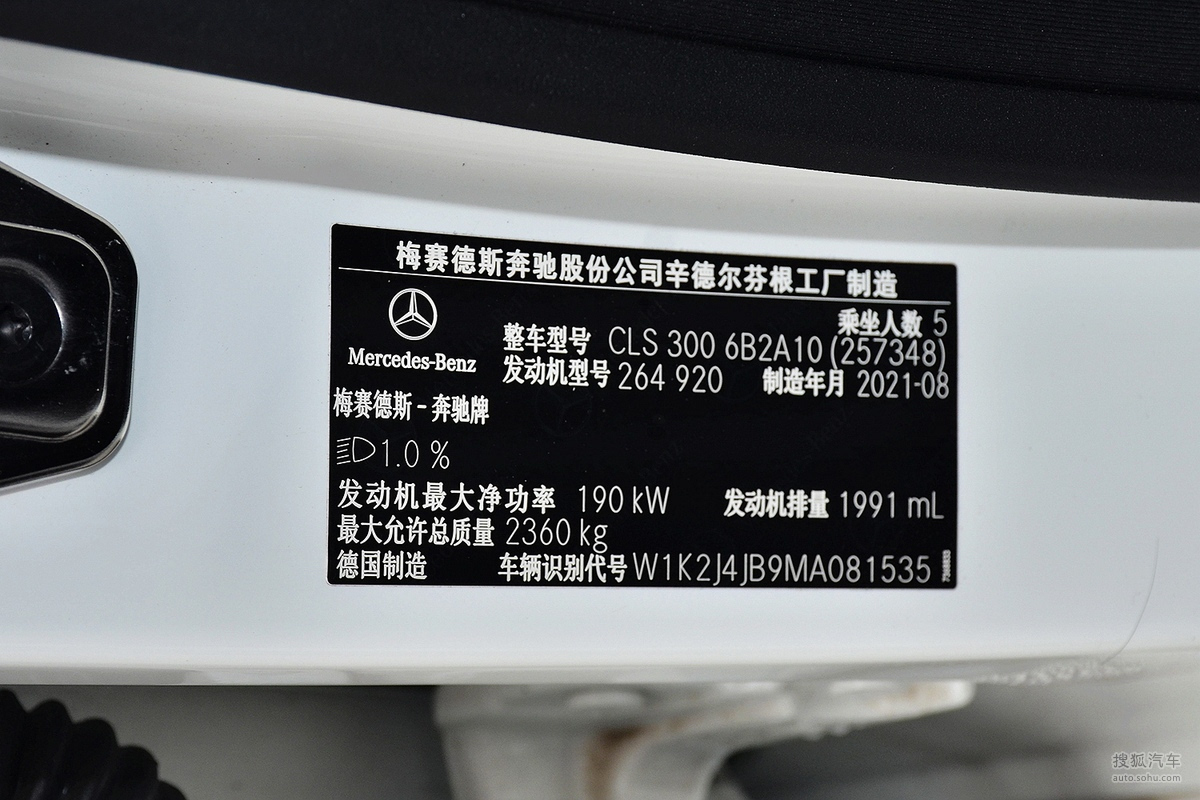 梅赛德斯奔驰股份公司辛德尔芬根工厂制造
乘坐人数 5
Mercedes-Benz
整车型号 CLS 300 6B2A10 (257348)
发动机型号 264 920 制造年月 2021-08
梅赛德斯-奔驰牌
1.0 %
发动机最大净功率 190 kW 发动机排量 1991 mL
最大允许总质量 2360 kg
德国制造 车辆识别代号 W1K2J4JB9MA081535
搜狐汽车
auto.sohu.com